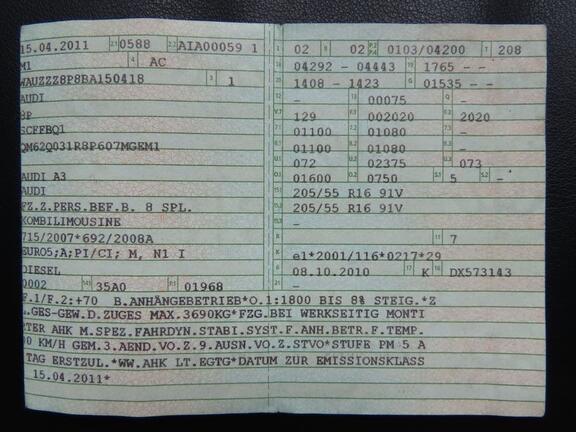 15.04.2011 0588 AIA00059 1
M1 AC
WAUZZZ8P8BA150418 1
AUDI
8P
SCFFBQ1
QM62Q031R8P607MGEM1
AUDI A3
AUDI
FZ.Z.PERS.BEF.B. 8 SPL.
KOMBILIMOUSINE
715/2007*692/2008A
EURO5;A;PI/CI; M, N1 I
DIESEL
0002 35A0 01968
02 02 0103/04200 208
04292 - 04443 1765 - -
1408 - 1423 01535 - -
- 00075 -
129 002020 2020
01100 01080 -
01100 01080 -
072 02375 073
01600 0750 5 -
205/55 R16 91V
205/55 R16 91V
-
11 7
e1*2001/116*0217*29
08.10.2010 K DX573143
-
F.1/F.2:+70 B.ANHÄNGEBETRIEB*O.1:1800 BIS 8% STEIG.*Z
.GES-GEW.D.ZUGES MAX.3690KG*FZG.BEI WERKSEITIG MONTI
RTER AHK M.SPEZ.FAHRDYN.STABI.SYST.F.ANH.BETR.F.TEMP.
00 KM/H GEM.3.AEND.VO.Z.9.AUSN.VO.Z.STVO*STUFE PM 5 A
TAG ERSTZUL.*WW.AHK LT.EGTG*DATUM ZUR EMISSIONSKLASS
15.04.2011*